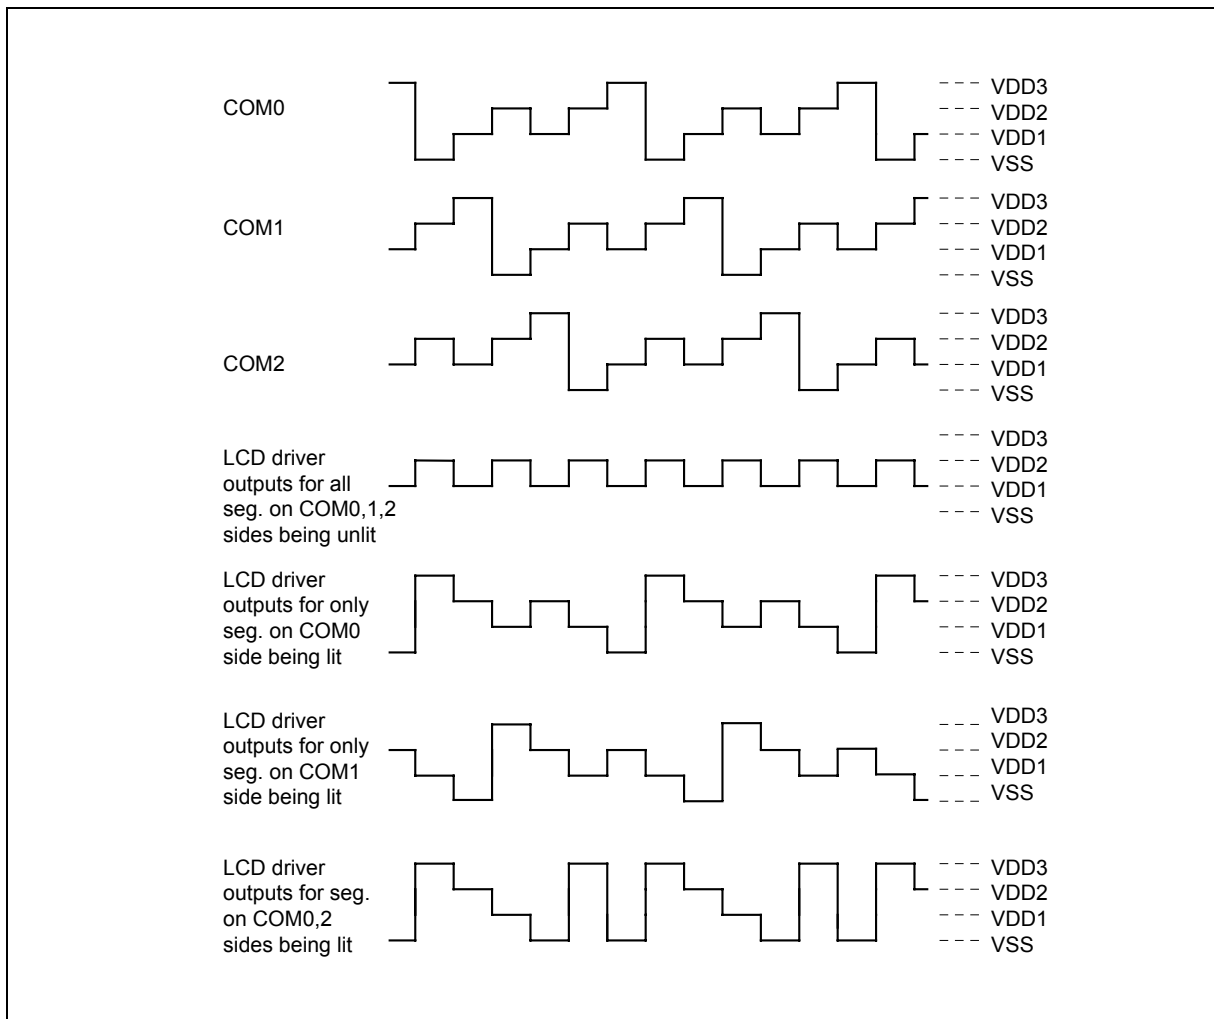 COM0
VDD3
VDD2
VDD1
VSS
COM1
VDD3
VDD2
VDD1
VSS
COM2
VDD3
VDD2
VDD1
VSS
LCD driver
outputs for all
seg. on COM0,1,2
sides being unlit
VDD3
VDD2
VDD1
VSS
LCD driver
outputs for only
seg. on COM0
side being lit
VDD3
VDD2
VDD1
VSS
LCD driver
outputs for only
seg. on COM1
side being lit
VDD3
VDD2
VDD1
VSS
LCD driver
outputs for seg.
on COM0,2
sides being lit
VDD3
VDD2
VDD1
VSS